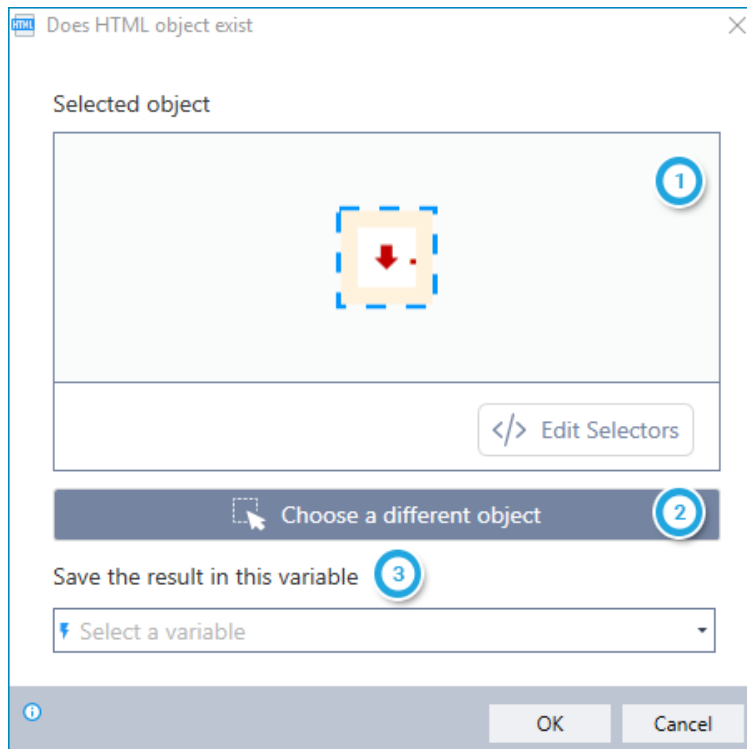 HTML Does HTML object exist
Selected object
1
</> Edit Selectors
Choose a different object 2
Save the result in this variable 3
Select a variable
OK Cancel